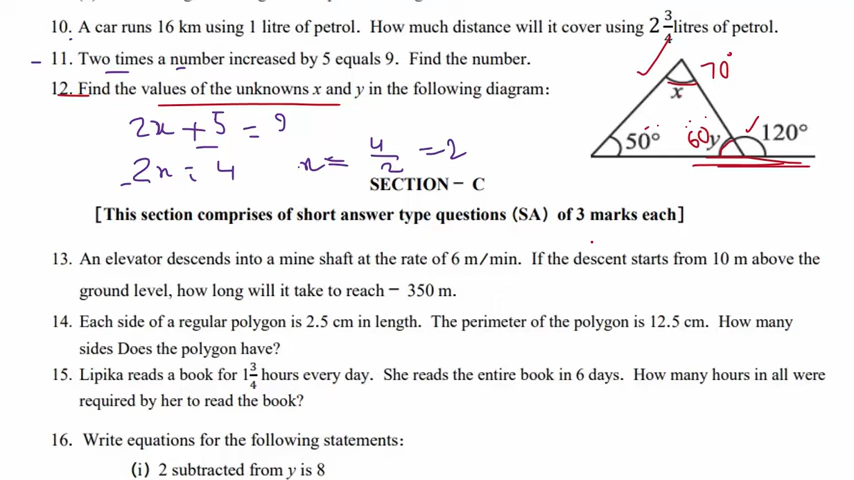 10. A car runs 16 km using 1 litre of petrol. How much distance will it cover using 2 3/4 litres of petrol.
11. Two times a number increased by 5 equals 9. Find the number.
12. Find the values of the unknowns x and y in the following diagram:
70°
x
50°
60 y
120°
2x + 5 = 9
2x = 4
x = 4/2 = 2
SECTION – C
[This section comprises of short answer type questions (SA) of 3 marks each]
13. An elevator descends into a mine shaft at the rate of 6 m/min. If the descent starts from 10 m above the
ground level, how long will it take to reach – 350 m.
14. Each side of a regular polygon is 2.5 cm in length. The perimeter of the polygon is 12.5 cm. How many
sides Does the polygon have?
15. Lipika reads a book for 1 3/4 hours every day. She reads the entire book in 6 days. How many hours in all were
required by her to read the book?
16. Write equations for the following statements:
(i) 2 subtracted from y is 8